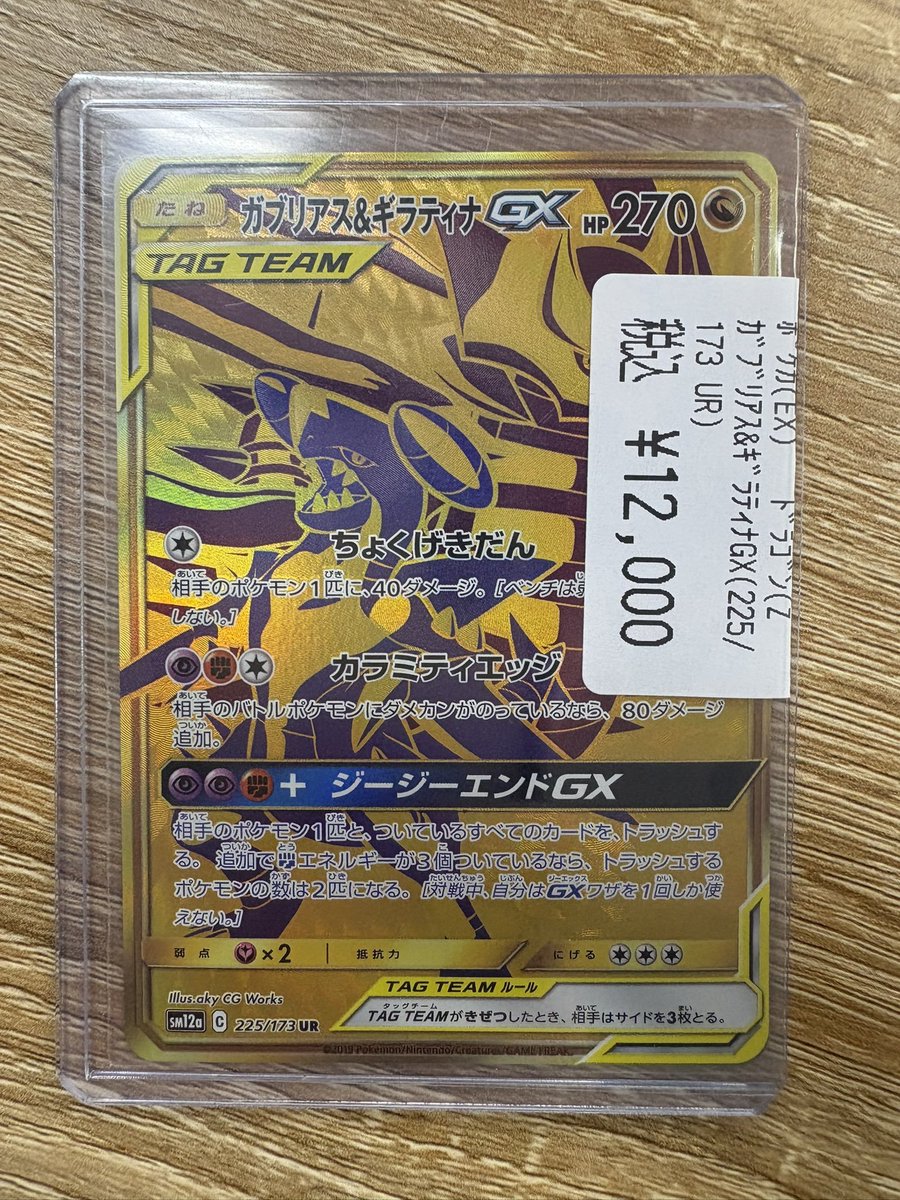 たね ガブリアス&ギラティナGX HP270
TAG TEAM
ポケカ(EX) ドラゴン(Z
ガブリアス&ギラティナGX(225/
173 UR)
税込 ¥12,000
ちょくげきだん
相手のポケモン1匹に、40ダメージ。[ベンチは
しない。]
カラミティエッジ
相手のバトルポケモンにダメカンがのっているなら、80ダメージ
追加。
+ ジージーエンドGX
相手のポケモン1匹と、ついているすべてのカードを、トラッシュす
る。追加でエネルギーが3個ついているなら、トラッシュする
ポケモンの数は2匹になる。[対戦中、自分はGXワザを1回しか使
えない。]
弱点 ×2 抵抗力 にげる
TAG TEAM ルール
TAG TEAMがきぜつしたとき、相手はサイドを3枚とる。
Illus.aky CG Works
SM12a C 225/173 UR
©2019 Pokémon/Nintendo/Creatures/GAME FREAK